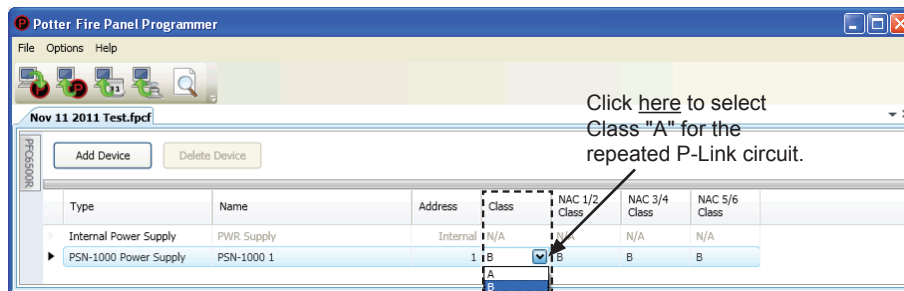 Potter Fire Panel Programmer
File Options Help
Nov 11 2011 Test.fpcf
Click here to select
Class "A" for the
repeated P-Link circuit.
PFC6500R
Add Device Delete Device
Type Name Address Class NAC 1/2 Class NAC 3/4 Class NAC 5/6 Class
Internal Power Supply PWR Supply Internal N/A N/A N/A N/A
PSN-1000 Power Supply PSN-1000 1 1 B B B B
A
B